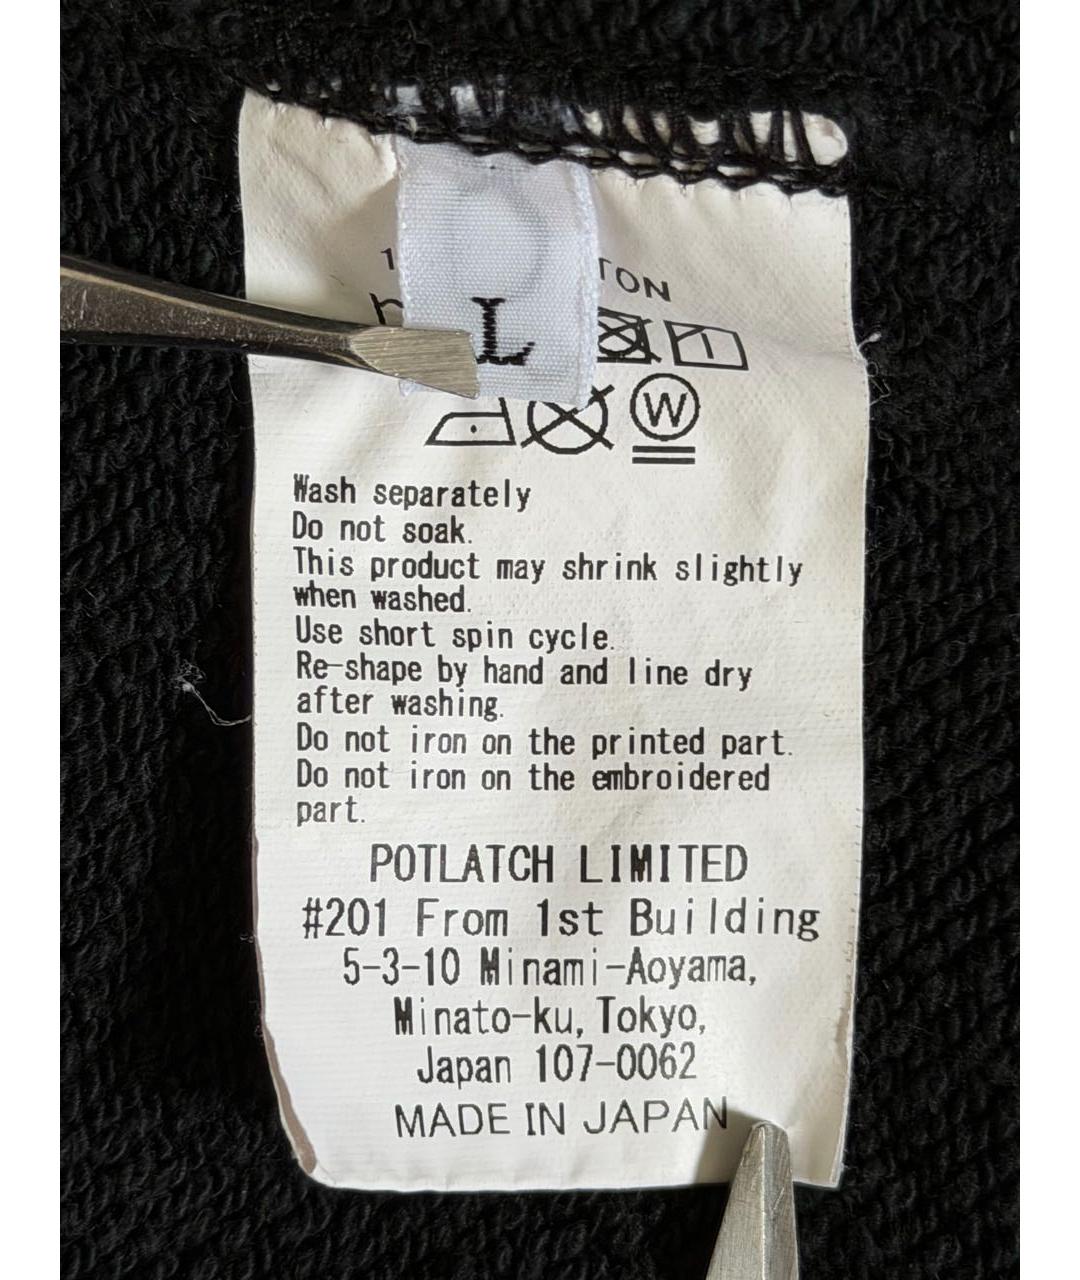 L
Wash separately
Do not soak.
This product may shrink slightly
when washed.
Use short spin cycle.
Re-shape by hand and line dry
after washing.
Do not iron on the printed part.
Do not iron on the embroidered
part.
POTLATCH LIMITED
#201 From 1st Building
5-3-10 Minami-Aoyama,
Minato-ku, Tokyo,
Japan 107-0062
MADE IN JAPAN